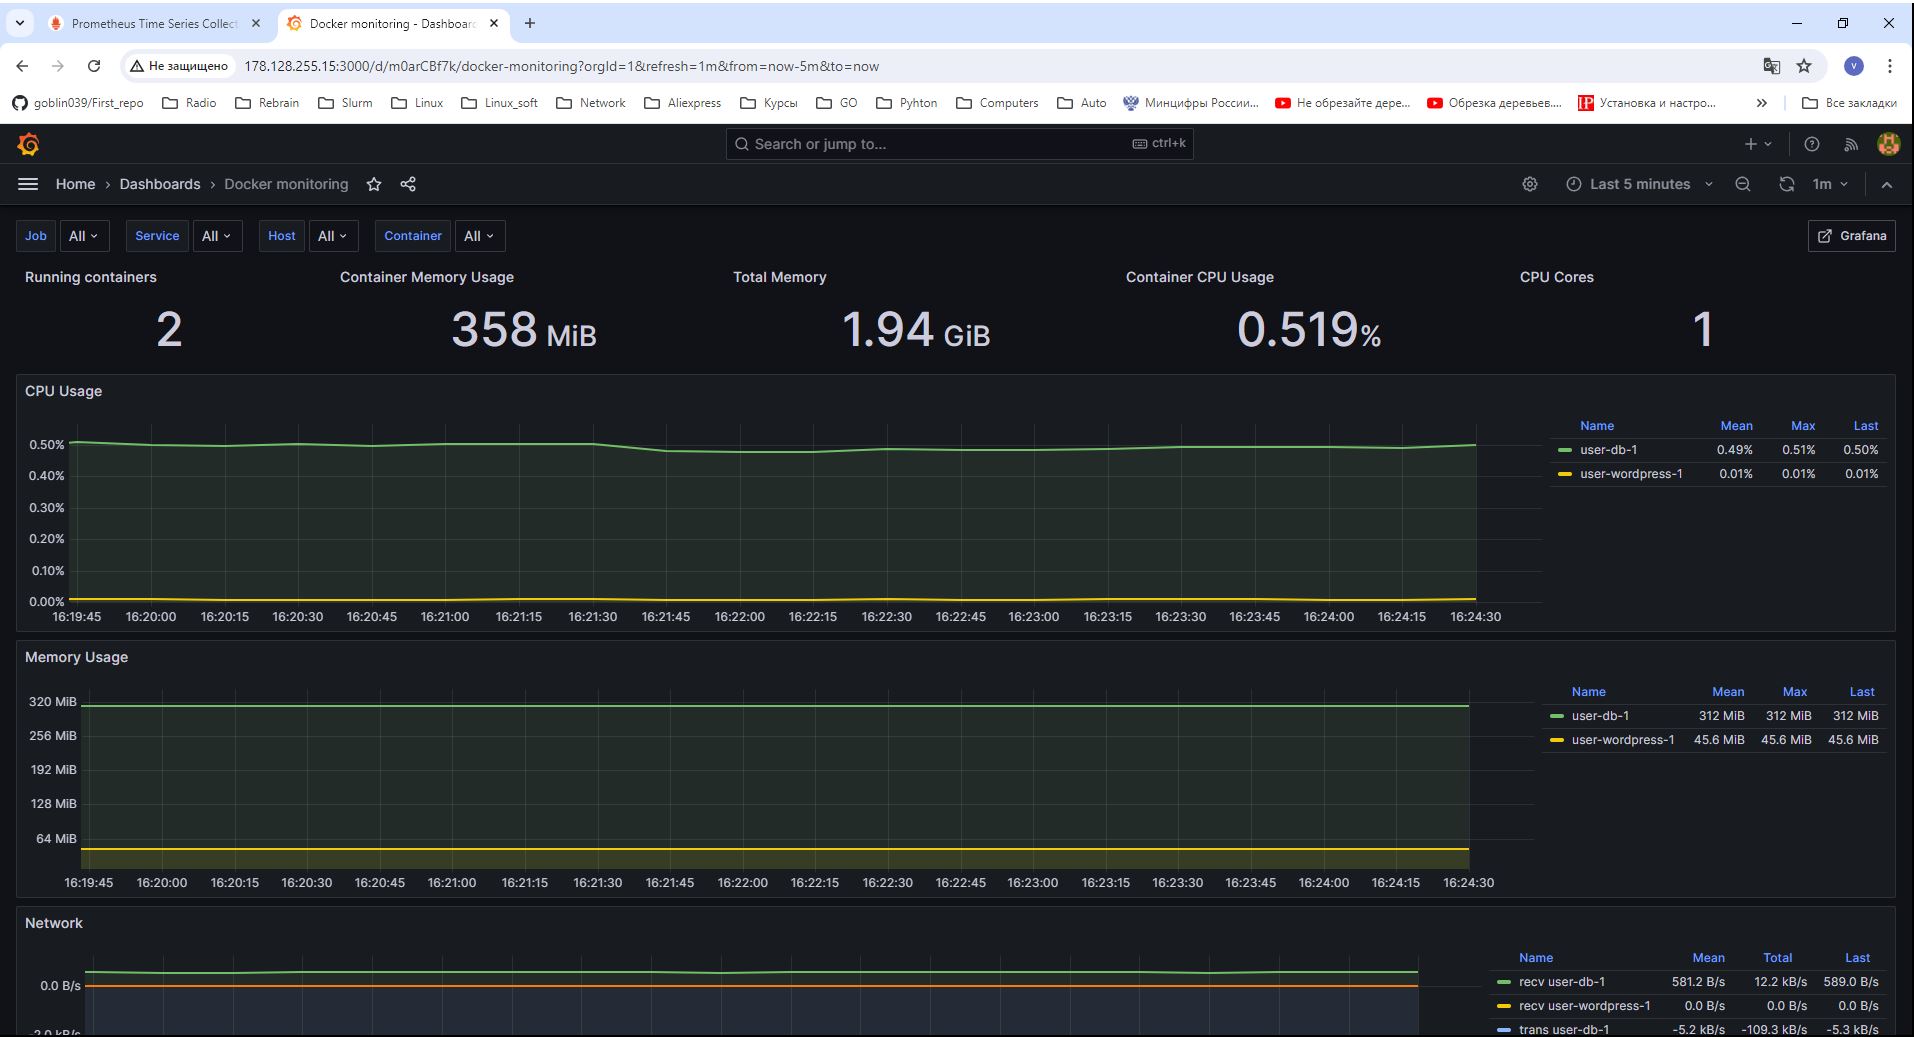 Prometheus Time Series Collect
Docker monitoring - Dashboard
Не защищено
178.128.255.15:3000/d/m0arCBf7k/docker-monitoring?orgId=1&refresh=1m&from=now-5m&to=now
V
goblin039/First_repo Radio Rebrain Slurm Linux Linux_soft Network Aliexpress Курсы GO Pyhton Computers Auto Минцифры России... Не обрезайте дере... Обрезка деревьев.... Установка и настро... » Все закладки
Search or jump to... ctrl+k
Home › Dashboards › Docker monitoring
Last 5 minutes 1m
Job All Service All Host All Container All Grafana
Running containers Container Memory Usage Total Memory Container CPU Usage CPU Cores
2 358 MiB 1.94 GiB 0.519% 1
CPU Usage
Name Mean Max Last
user-db-1 0.49% 0.51% 0.50%
user-wordpress-1 0.01% 0.01% 0.01%
0.50%
0.40%
0.30%
0.20%
0.10%
0.00%
16:19:45 16:20:00 16:20:15 16:20:30 16:20:45 16:21:00 16:21:15 16:21:30 16:21:45 16:22:00 16:22:15 16:22:30 16:22:45 16:23:00 16:23:15 16:23:30 16:23:45 16:24:00 16:24:15 16:24:30
Memory Usage
Name Mean Max Last
user-db-1 312 MiB 312 MiB 312 MiB
user-wordpress-1 45.6 MiB 45.6 MiB 45.6 MiB
320 MiB
256 MiB
192 MiB
128 MiB
64 MiB
16:19:45 16:20:00 16:20:15 16:20:30 16:20:45 16:21:00 16:21:15 16:21:30 16:21:45 16:22:00 16:22:15 16:22:30 16:22:45 16:23:00 16:23:15 16:23:30 16:23:45 16:24:00 16:24:15 16:24:30
Network
Name Mean Total Last
recv user-db-1 581.2 B/s 12.2 kB/s 589.0 B/s
recv user-wordpress-1 0.0 B/s 0.0 B/s 0.0 B/s
trans user-db-1 -5.2 kB/s -109.3 kB/s -5.3 kB/s
0.0 B/s
-2.0 kB/s